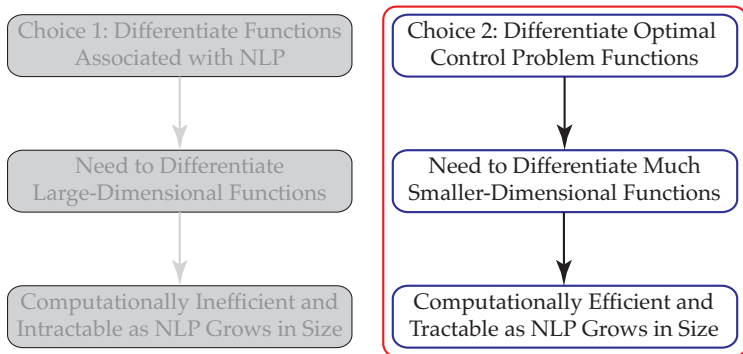 Choice 1: Differentiate Functions
Associated with NLP
Need to Differentiate
Large-Dimensional Functions
Computationally Inefficient and
Intractable as NLP Grows in Size
Choice 2: Differentiate Optimal
Control Problem Functions
Need to Differentiate Much
Smaller-Dimensional Functions
Computationally Efficient and
Tractable as NLP Grows in Size